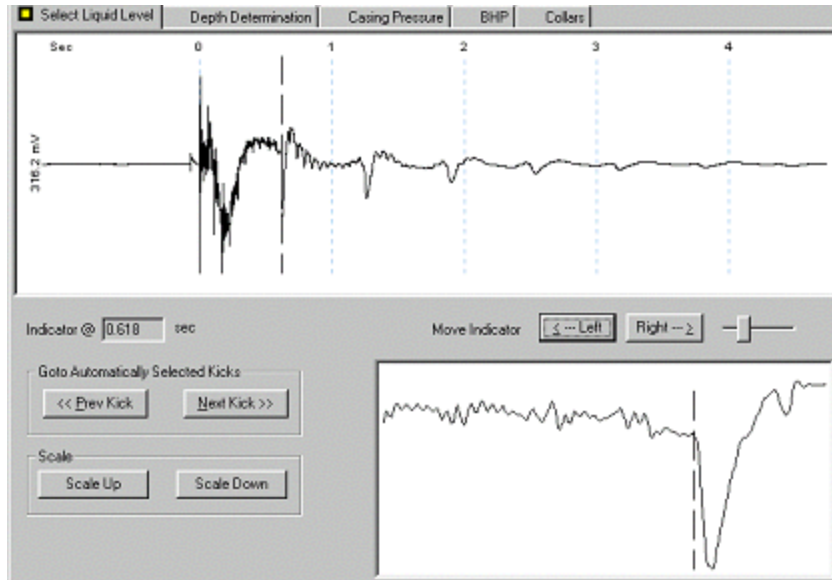 Select Liquid Level Depth Determination Casing Pressure BHP Collars
Sec 0 1 2 3 4
316.2 mV
Indicator @ 0.618 sec Move Indicator < --- Left Right --- >
Goto Automatically Selected Kicks
<< Prev Kick Next Kick >>
Scale
Scale Up Scale Down